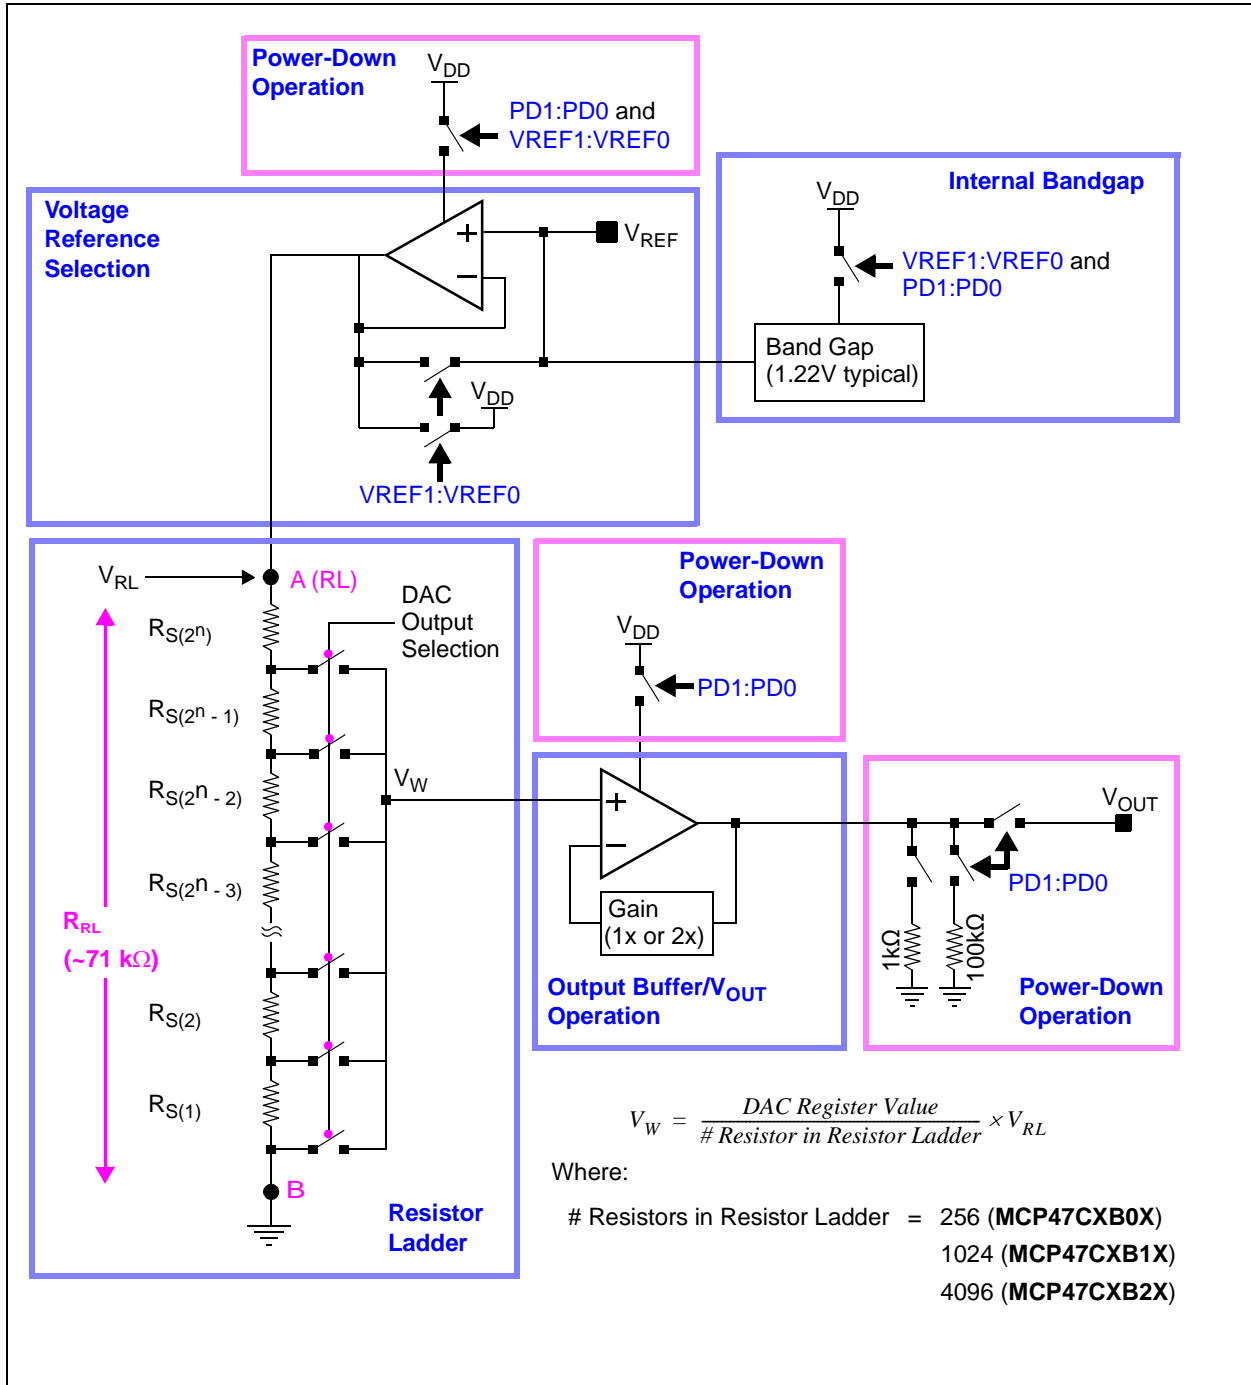 Power-Down
Operation
VDD
PD1:PD0 and
VREF1:VREF0
Internal Bandgap
VDD
VREF1:VREF0 and
PD1:PD0
Band Gap
(1.22V typical)
Voltage
Reference
Selection
+
−
VREF
VDD
VREF1:VREF0
VRL
A (RL)
DAC
Output
Selection
RS(2n)
RS(2n - 1)
RS(2n - 2)
RS(2n - 3)
RRL
(~71 kΩ)
RS(2)
RS(1)
VW
B
Resistor
Ladder
Power-Down
Operation
VDD
PD1:PD0
+
−
Gain
(1x or 2x)
Output Buffer/VOUT
Operation
VOUT
PD1:PD0
1kΩ
100kΩ
Power-Down
Operation
VW = DAC Register Value / # Resistor in Resistor Ladder × VRL
Where:
# Resistors in Resistor Ladder = 256 (MCP47CXB0X)
1024 (MCP47CXB1X)
4096 (MCP47CXB2X)